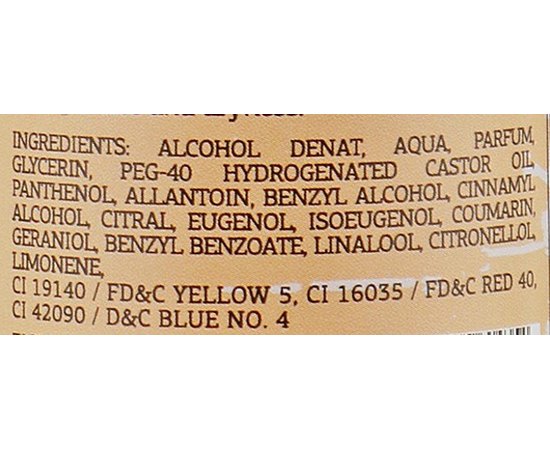 INGREDIENTS: ALCOHOL DENAT, AQUA, PARFUM,
GLYCERIN, PEG-40 HYDROGENATED CASTOR OIL
PANTHENOL, ALLANTOIN, BENZYL ALCOHOL, CINNAMYL
ALCOHOL, CITRAL, EUGENOL, ISOEUGENOL, COUMARIN,
GERANIOL, BENZYL BENZOATE, LINALOOL, CITRONELLOL,
LIMONENE,
CI 19140 / FD&C YELLOW 5, CI 16035 / FD&C RED 40,
CI 42090 / D&C BLUE NO. 4